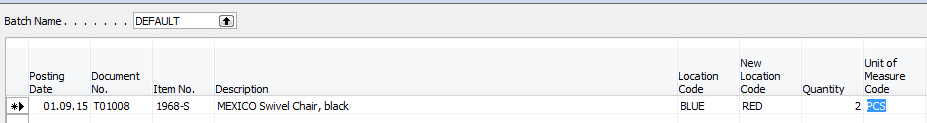 Batch Name . . . . . . . DEFAULT
Posting Date Document No. Item No. Description Location Code New Location Code Quantity Unit of Measure Code
01.09.15 T01008 1968-S MEXICO Swivel Chair, black BLUE RED 2 PCS